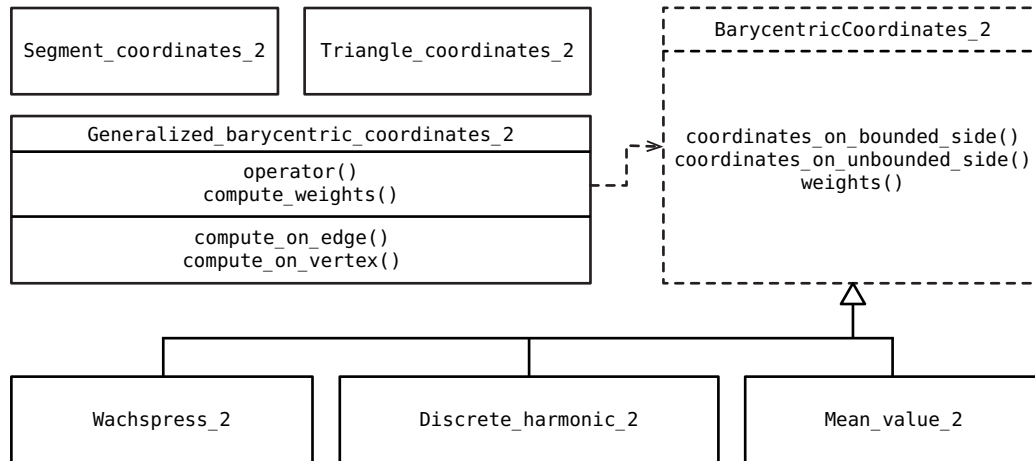 Segment_coordinates_2
Triangle_coordinates_2
BarycentricCoordinates_2
coordinates_on_bounded_side()
coordinates_on_unbounded_side()
weights()
Generalized_barycentric_coordinates_2
operator()
compute_weights()
compute_on_edge()
compute_on_vertex()
Wachspress_2
Discrete_harmonic_2
Mean_value_2